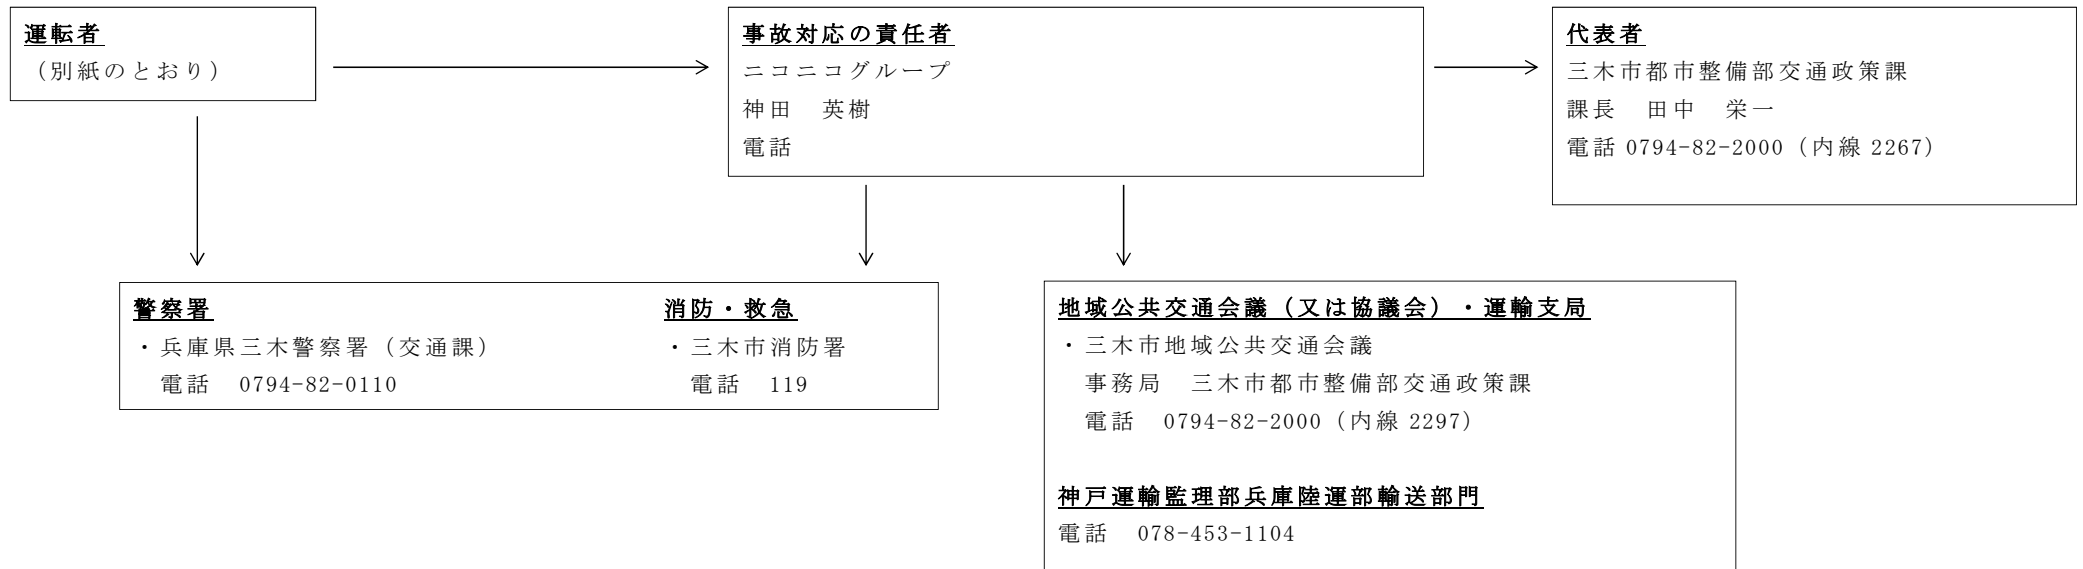 運転者
（別紙のとおり）
事故対応の責任者
ニコニコグループ
神田　英樹
電話
代表者
三木市都市整備部交通政策課
課長　田中　栄一
電話 0794-82-2000（内線 2267）
警察署
・兵庫県三木警察署（交通課）
電話　0794-82-0110
消防・救急
・三木市消防署
電話　119
地域公共交通会議（又は協議会）・運輸支局
・三木市地域公共交通会議
事務局　三木市都市整備部交通政策課
電話　0794-82-2000（内線 2297）
神戸運輸監理部兵庫陸運部輸送部門
電話　078-453-1104